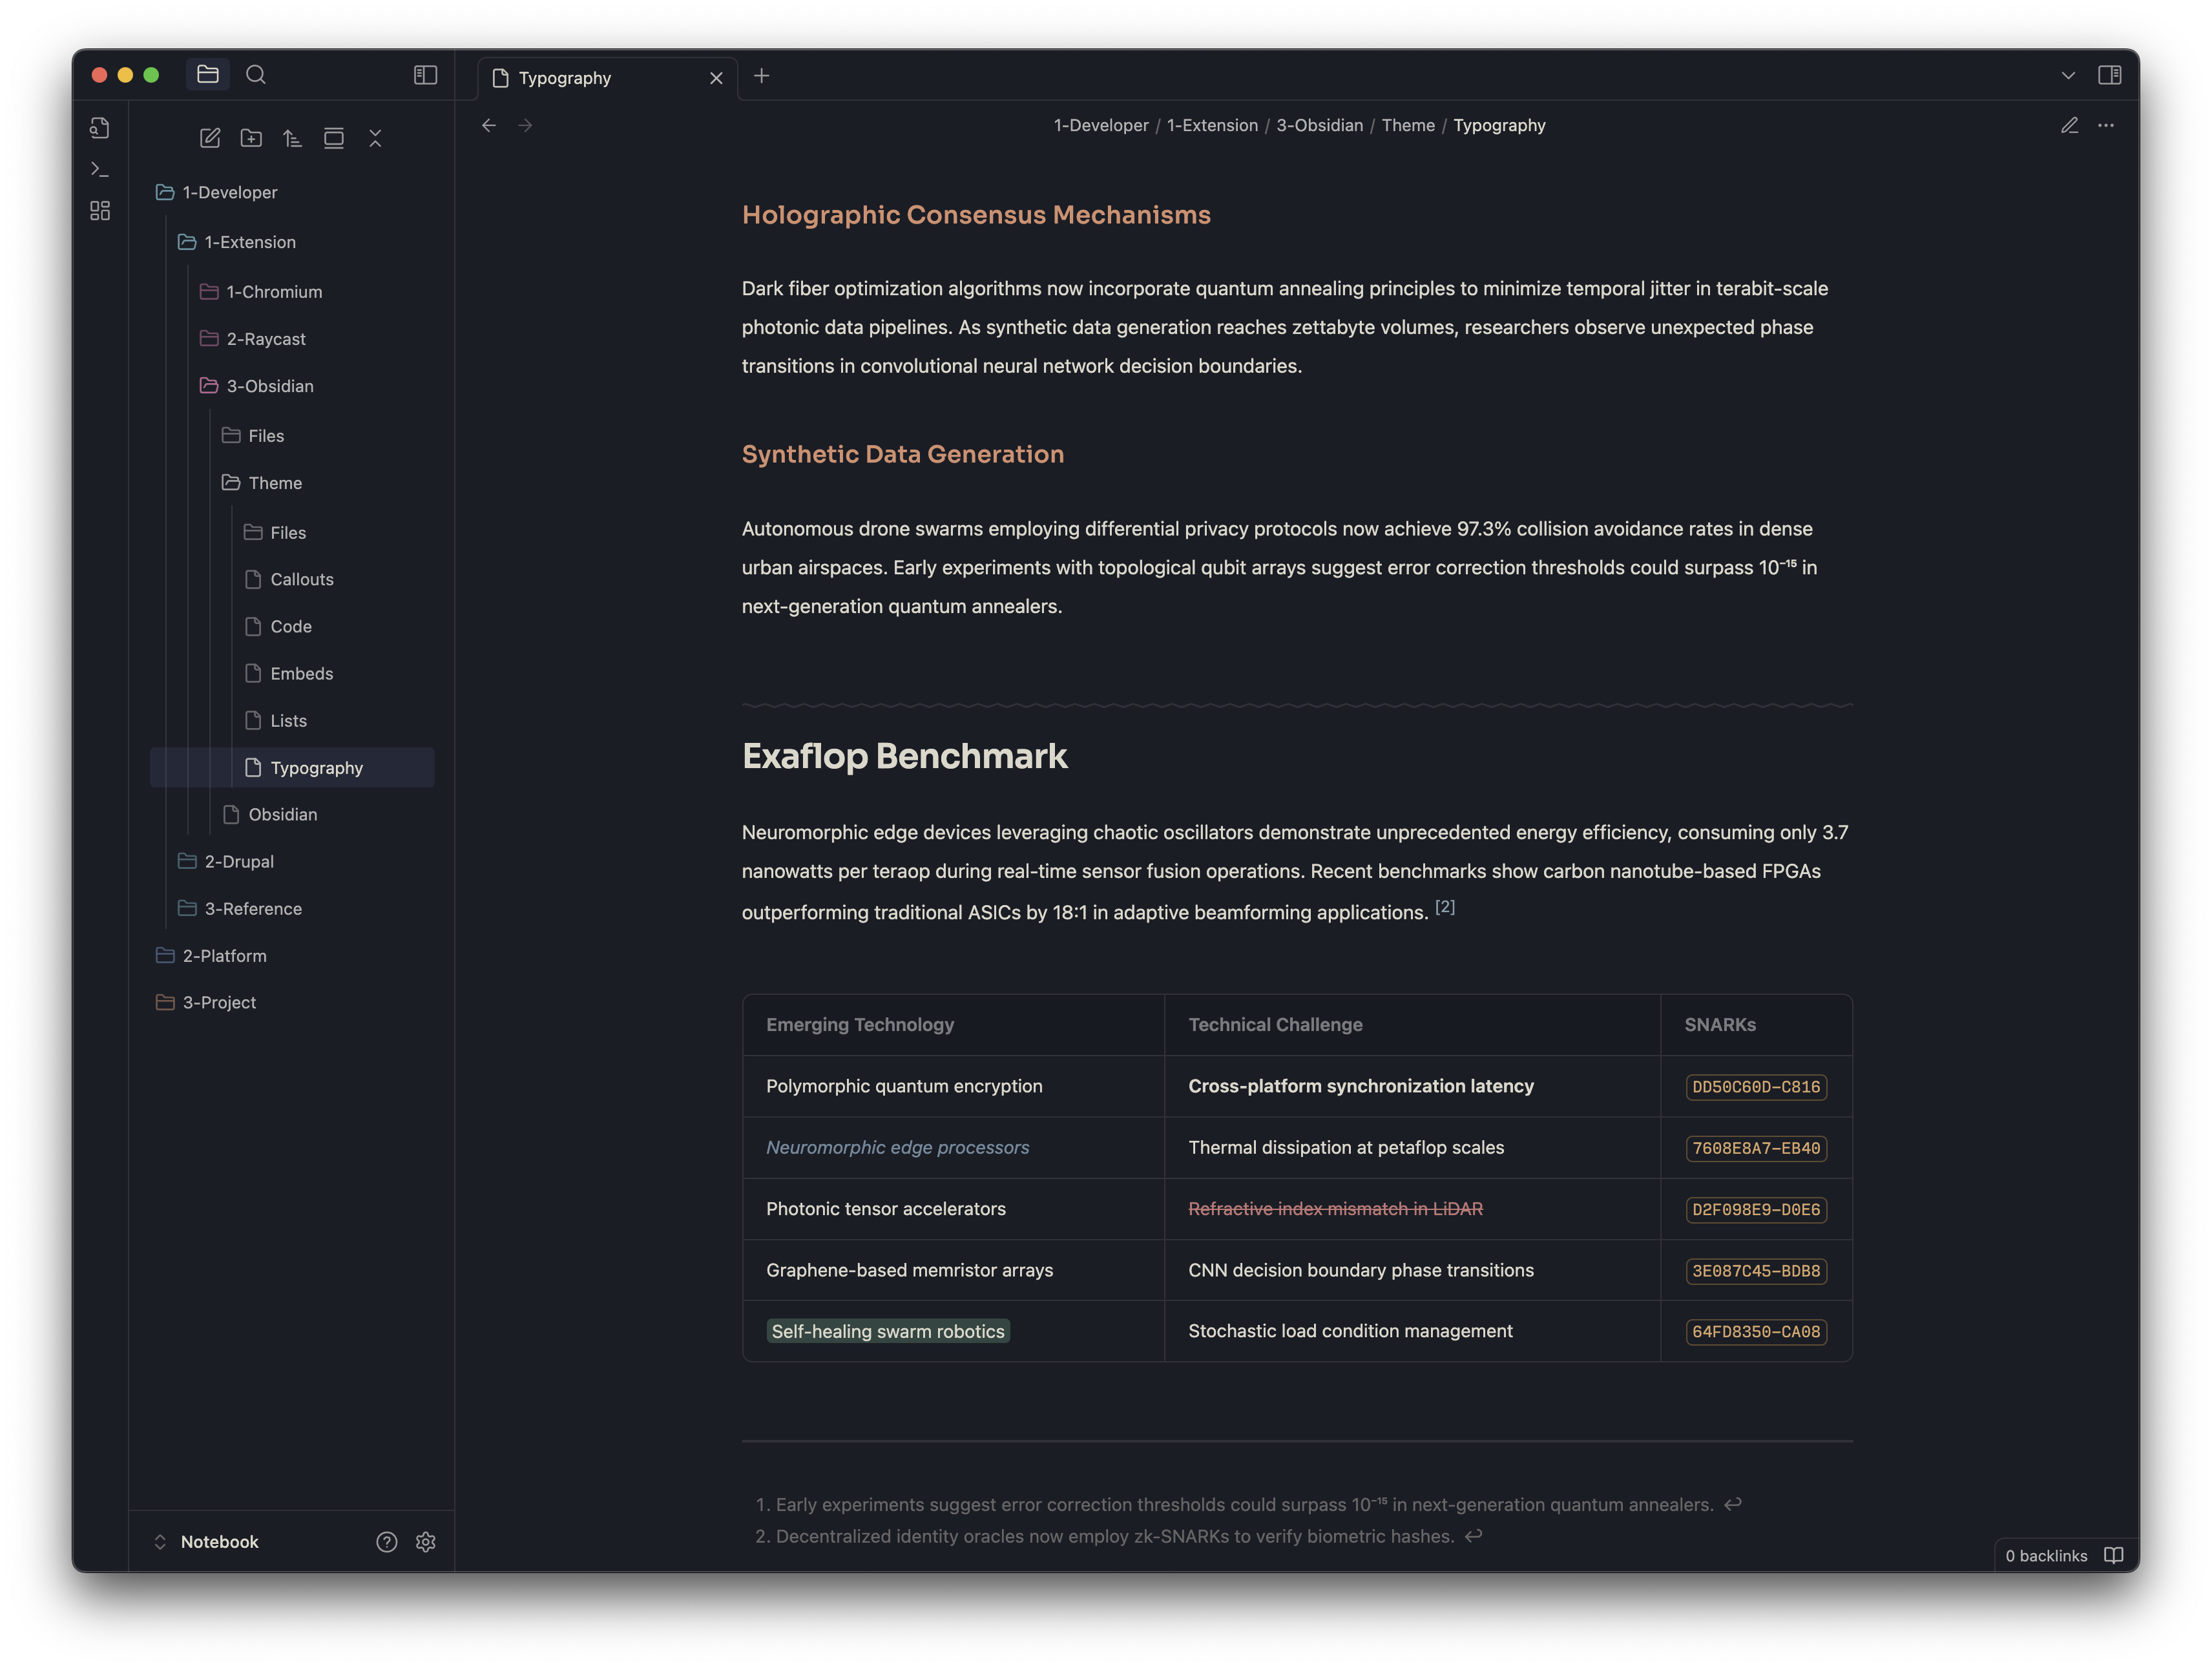 Typography
1-Developer / 1-Extension / 3-Obsidian / Theme / Typography
1-Developer
1-Extension
1-Chromium
2-Raycast
3-Obsidian
Files
Theme
Files
Callouts
Code
Embeds
Lists
Typography
Obsidian
2-Drupal
3-Reference
2-Platform
3-Project
Notebook
Holographic Consensus Mechanisms
Dark fiber optimization algorithms now incorporate quantum annealing principles to minimize temporal jitter in terabit-scale
photonic data pipelines. As synthetic data generation reaches zettabyte volumes, researchers observe unexpected phase
transitions in convolutional neural network decision boundaries.
Synthetic Data Generation
Autonomous drone swarms employing differential privacy protocols now achieve 97.3% collision avoidance rates in dense
urban airspaces. Early experiments with topological qubit arrays suggest error correction thresholds could surpass 10⁻¹⁵ in
next-generation quantum annealers.
Exaflop Benchmark
Neuromorphic edge devices leveraging chaotic oscillators demonstrate unprecedented energy efficiency, consuming only 3.7
nanowatts per teraop during real-time sensor fusion operations. Recent benchmarks show carbon nanotube-based FPGAs
outperforming traditional ASICs by 18:1 in adaptive beamforming applications. [2]
Emerging Technology Technical Challenge SNARKs
Polymorphic quantum encryption Cross-platform synchronization latency DD50C60D-C816
Neuromorphic edge processors Thermal dissipation at petaflop scales 7608E8A7-EB40
Photonic tensor accelerators Refractive index mismatch in LiDAR D2F098E9-D0E6
Graphene-based memristor arrays CNN decision boundary phase transitions 3E087C45-BDB8
Self-healing swarm robotics Stochastic load condition management 64FD8350-CA08
1. Early experiments suggest error correction thresholds could surpass 10⁻¹⁵ in next-generation quantum annealers. ↩
2. Decentralized identity oracles now employ zk-SNARKs to verify biometric hashes. ↩
0 backlinks